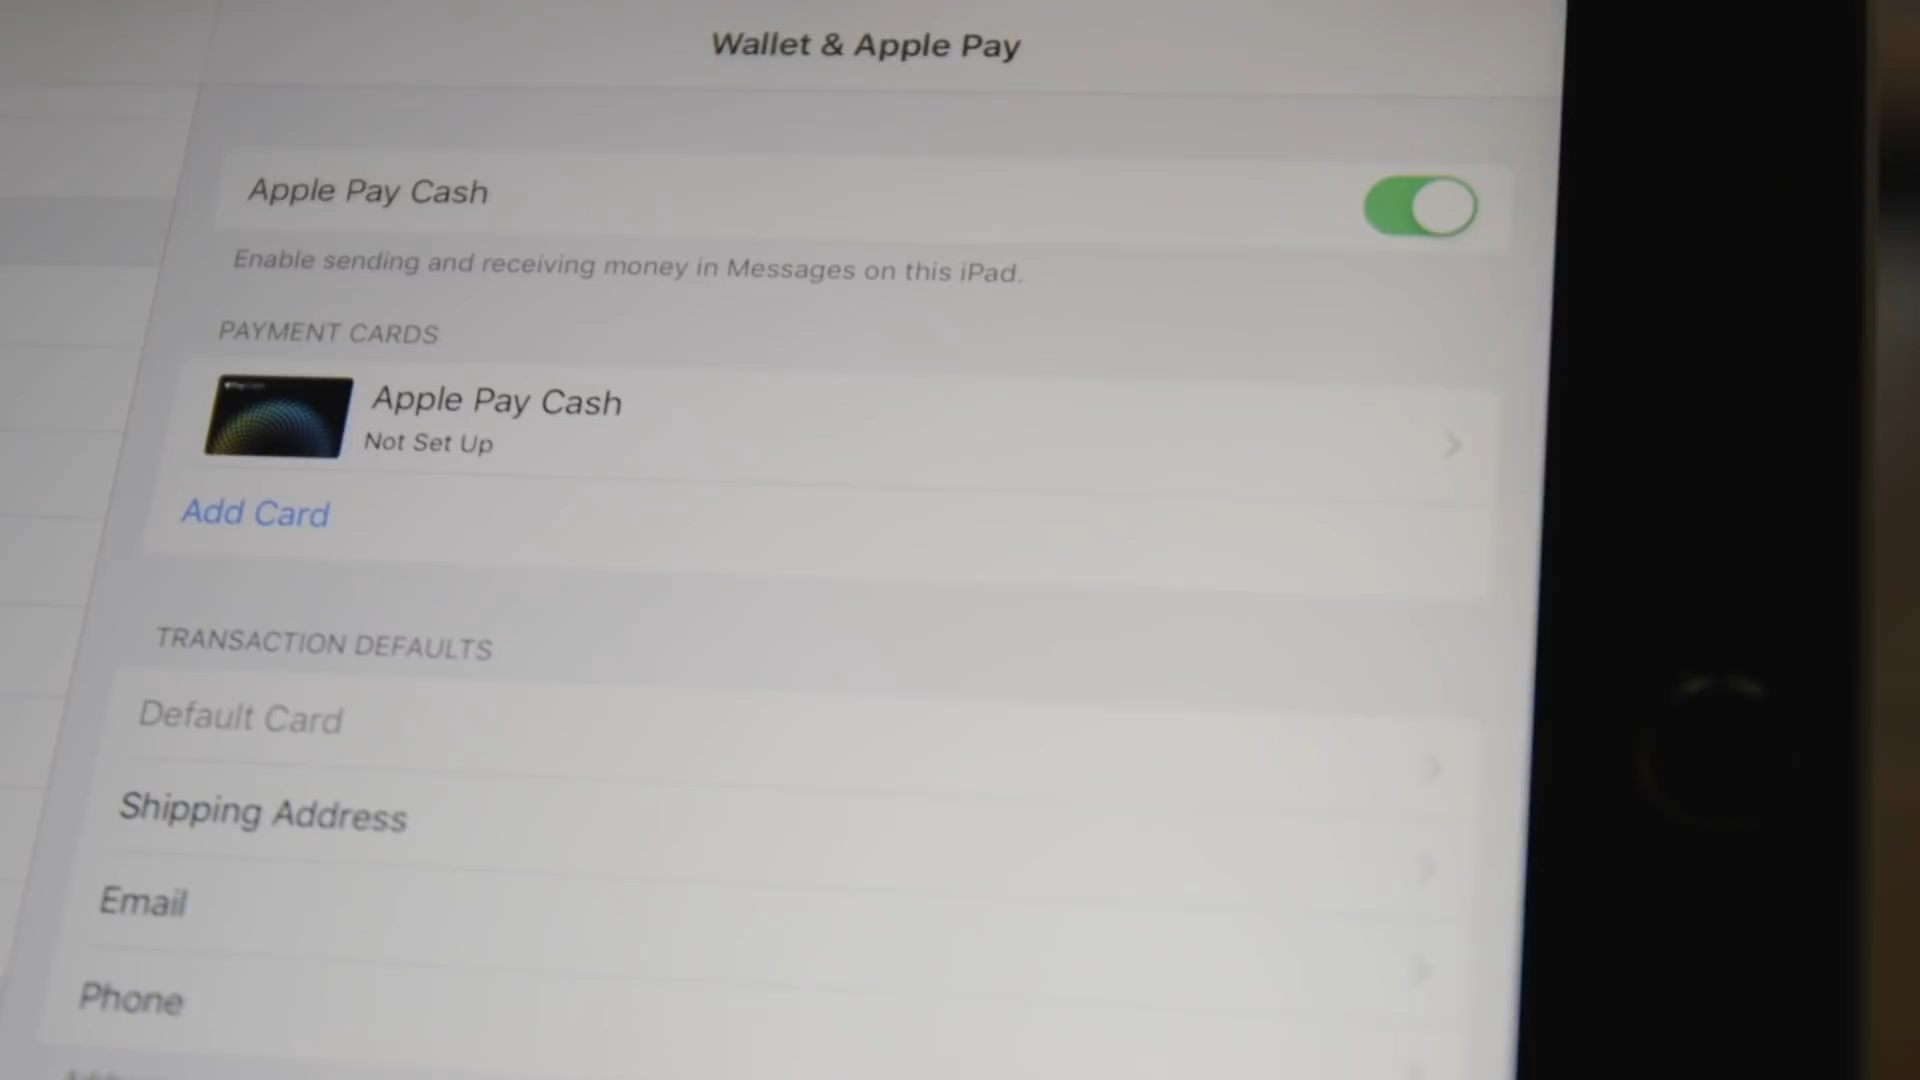 Wallet & Apple Pay
Apple Pay Cash
Enable sending and receiving money in Messages on this iPad.
PAYMENT CARDS
Apple Pay Cash
Not Set Up
Add Card
TRANSACTION DEFAULTS
Default Card
Shipping Address
Email
Phone